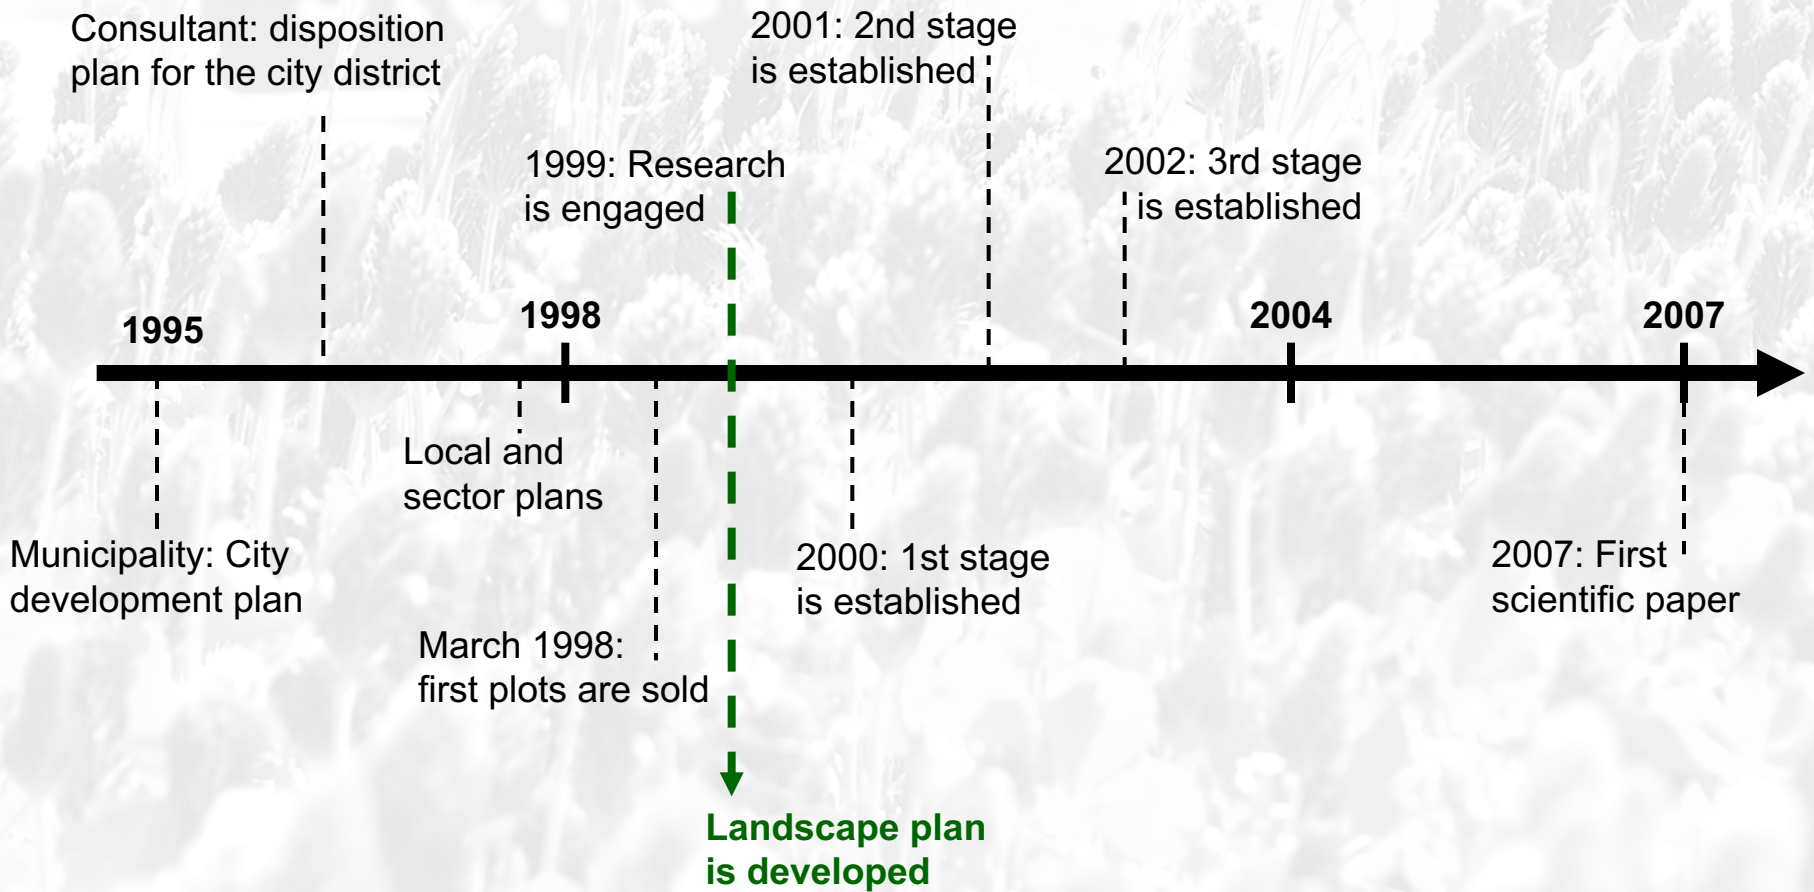 Consultant: disposition
plan for the city district
2001: 2nd stage
is established
1999: Research
is engaged
2002: 3rd stage
is established
1995
1998
2004
2007
Local and
sector plans
Municipality: City
development plan
2000: 1st stage
is established
2007: First
scientific paper
March 1998:
first plots are sold
Landscape plan
is developed